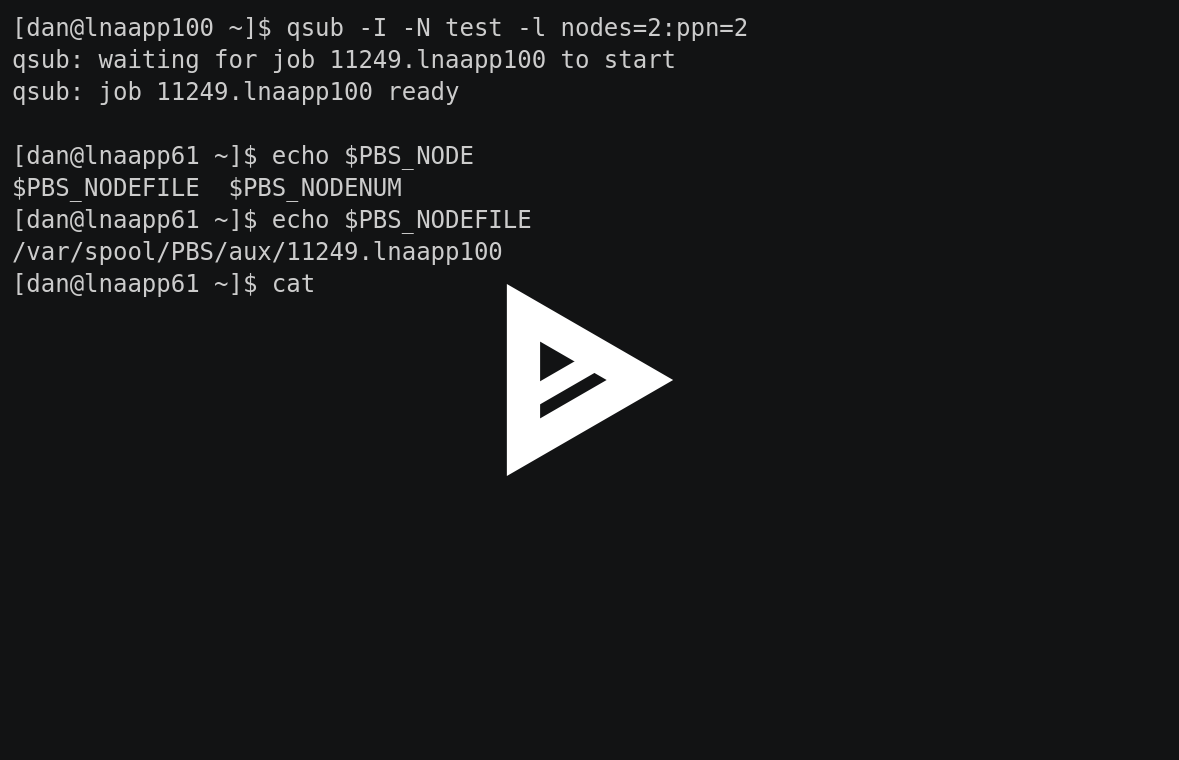 [dan@lnaapp100 ~]$ qsub -I -N test -l nodes=2:ppn=2
qsub: waiting for job 11249.lnaapp100 to start
qsub: job 11249.lnaapp100 ready
[dan@lnaapp61 ~]$ echo $PBS_NODE
$PBS_NODEFILE  $PBS_NODENUM
[dan@lnaapp61 ~]$ echo $PBS_NODEFILE
/var/spool/PBS/aux/11249.lnaapp100
[dan@lnaapp61 ~]$ cat